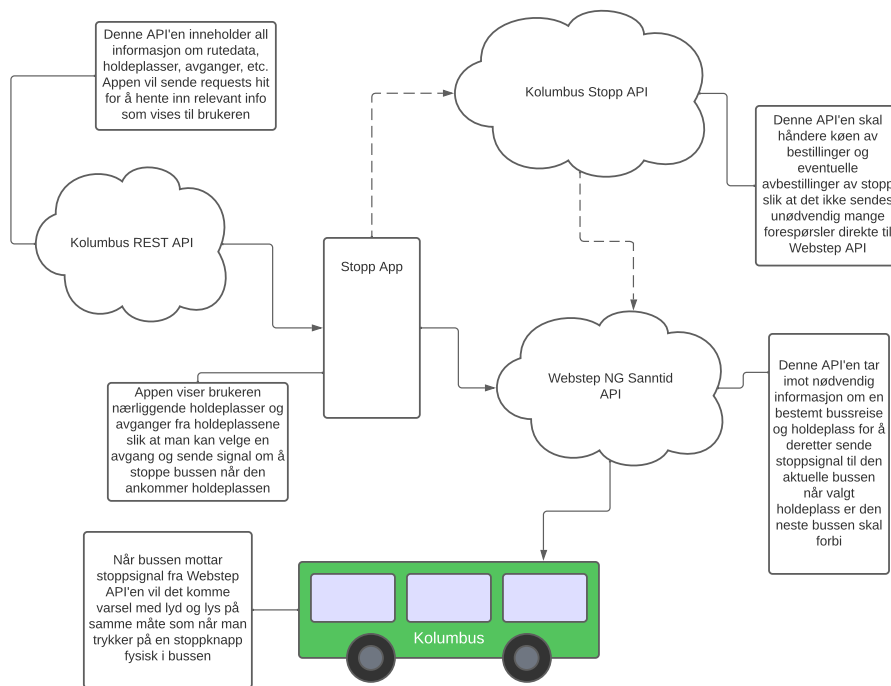 Denne API'en inneholder all
informasjon om rutedata,
holdeplasser, avganger, etc.
Appen vil sende requests hit
for å hente inn relevant info
som vises til brukeren
Kolumbus Stopp API
Denne API'en skal
håndere køen av
bestillinger og
eventuelle
avbestillinger av stopp
slik at det ikke sendes
unødvendig mange
forespørsler direkte til
Webstep API
Kolumbus REST API
Stopp App
Webstep NG Sanntid
API
Denne API'en tar
imot nødvendig
informasjon om en
bestemt bussreise
og holdeplass for å
deretter sende
stoppsignal til den
aktuelle bussen
når valgt
holdeplass er den
neste bussen skal
forbi
Appen viser brukeren
nærliggende holdeplasser og
avganger fra holdeplassene
slik at man kan velge en
avgang og sende signal om å
stoppe bussen når den
ankommer holdeplassen
Når bussen mottar
stoppsignal fra Webstep
API'en vil det komme
varsel med lyd og lys på
samme måte som når man
trykker på en stoppknapp
fysisk i bussen
Kolumbus